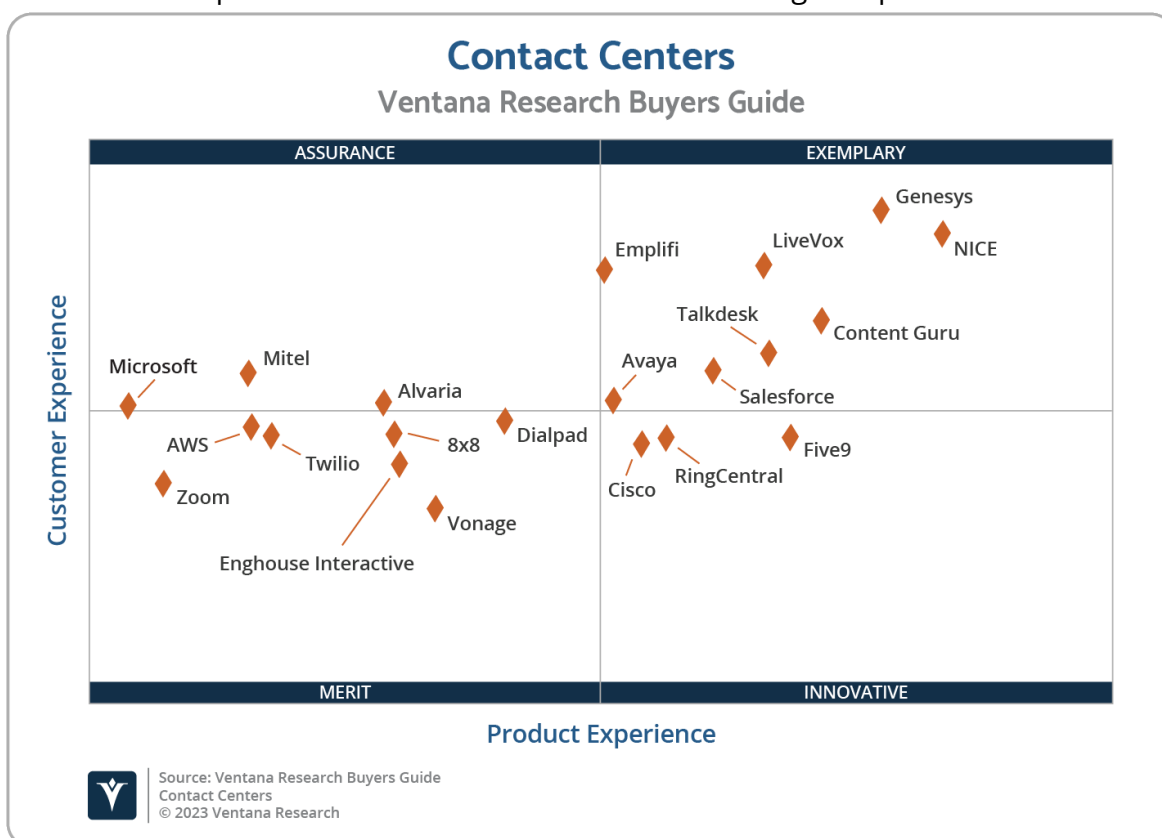 Contact Centers
Ventana Research Buyers Guide
ASSURANCE
EXEMPLARY
Genesys
NICE
LiveVox
Emplifi
Talkdesk
Content Guru
Avaya
Salesforce
Microsoft
Mitel
Alvaria
AWS
Twilio
8x8
Dialpad
Five9
Zoom
Cisco
RingCentral
Vonage
Enghouse Interactive
Customer Experience
MERIT
INNOVATIVE
Product Experience
Source: Ventana Research Buyers Guide
Contact Centers
© 2023 Ventana Research